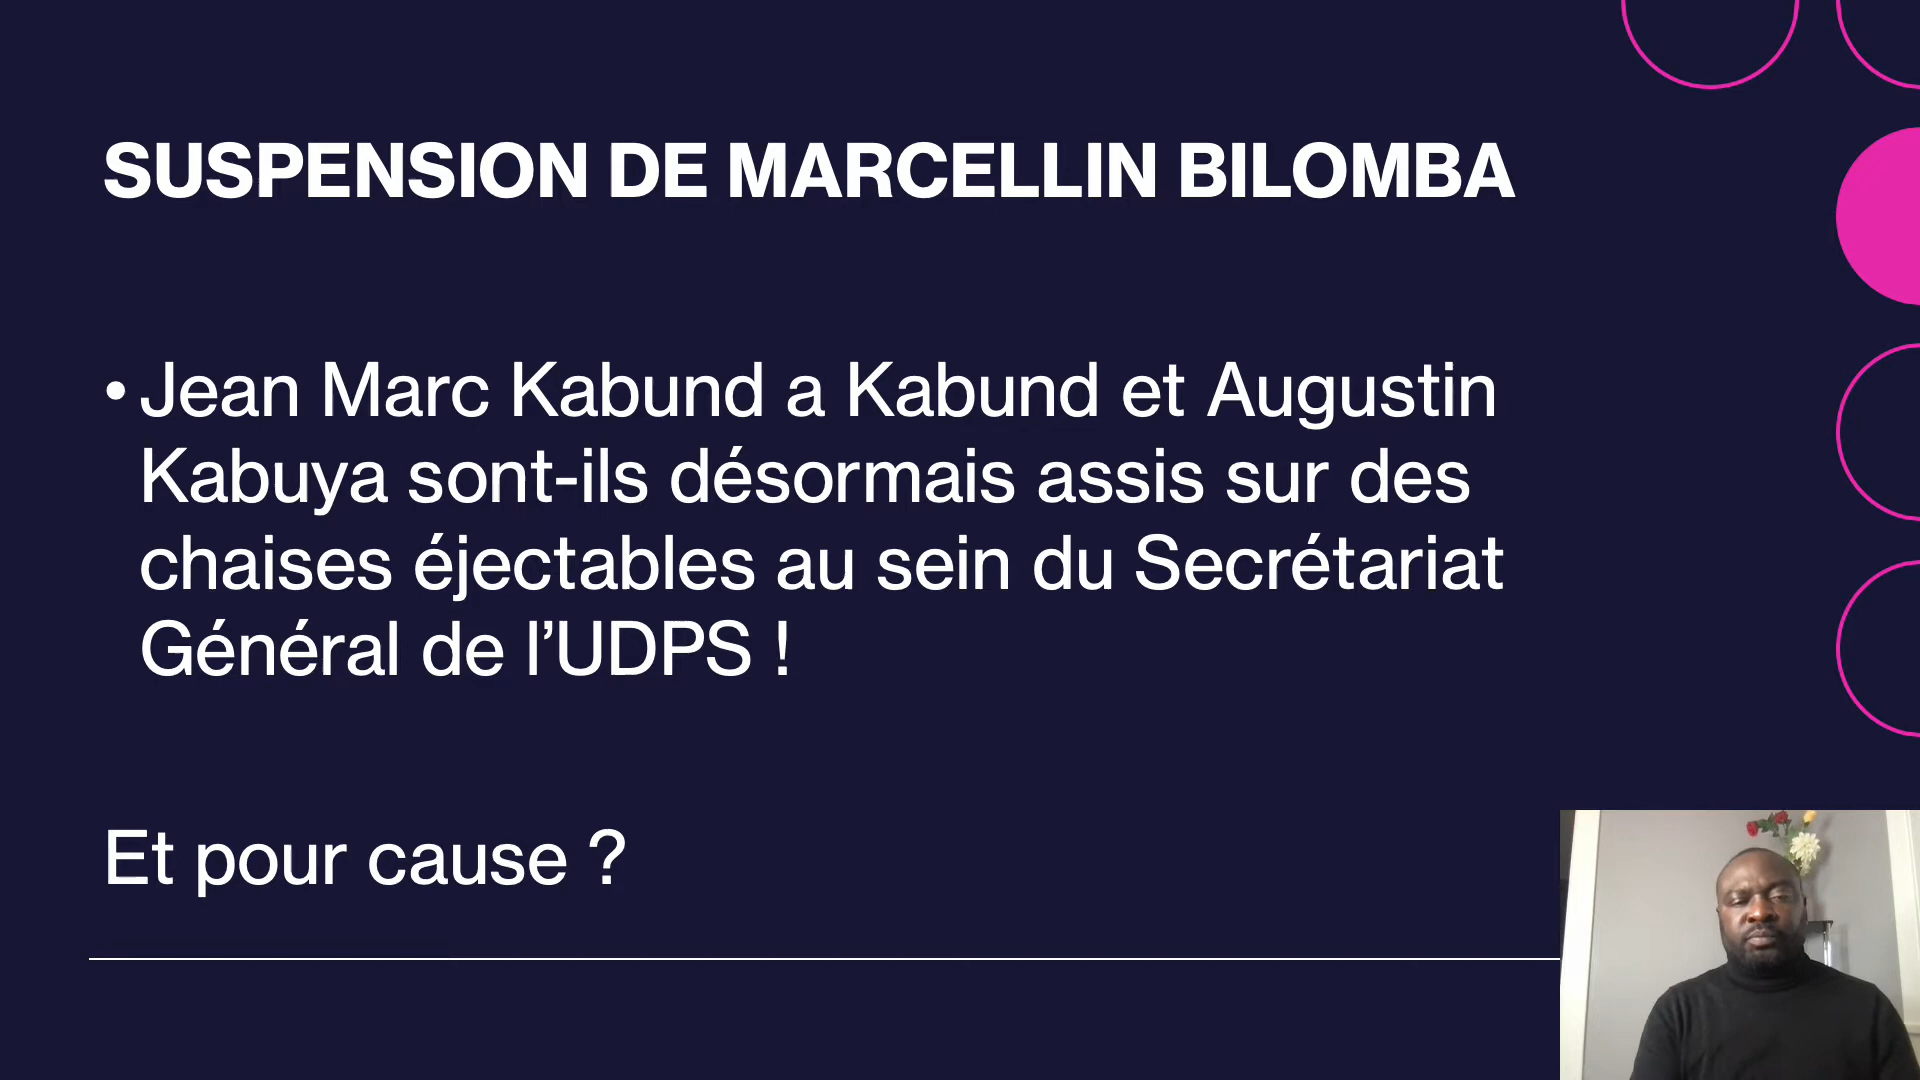 SUSPENSION DE MARCELLIN BILOMBA
• Jean Marc Kabund a Kabund et Augustin
Kabuya sont-ils désormais assis sur des
chaises éjectables au sein du Secrétariat
Général de l’UDPS !
Et pour cause ?